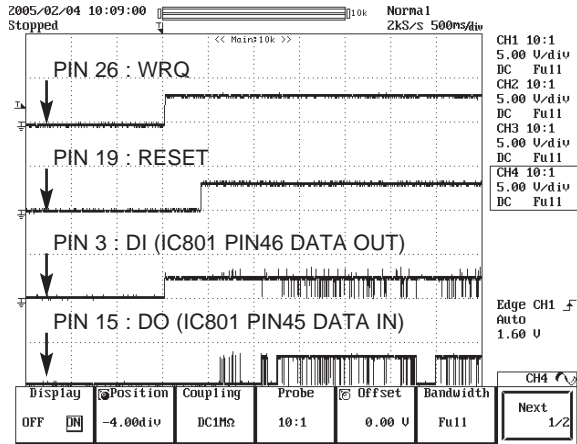 2005/02/04 10:09:00
10k
Normal
Stopped
2kS/s 500ms/div
<< Main:10k >>
CH1 10:1
5.00 V/div
DC Full
CH2 10:1
5.00 V/div
DC Full
CH3 10:1
5.00 V/div
DC Full
CH4 10:1
5.00 V/div
DC Full
PIN 26 : WRQ
PIN 19 : RESET
PIN 3 : DI (IC801 PIN46 DATA OUT)
PIN 15 : DO (IC801 PIN45 DATA IN)
Edge CH1
Auto
1.60 V
CH4
Display
OFF ON
Position
-4.00div
Coupling
DC1MΩ
Probe
10:1
Offset
0.00 V
Bandwidth
Full
Next
1/2